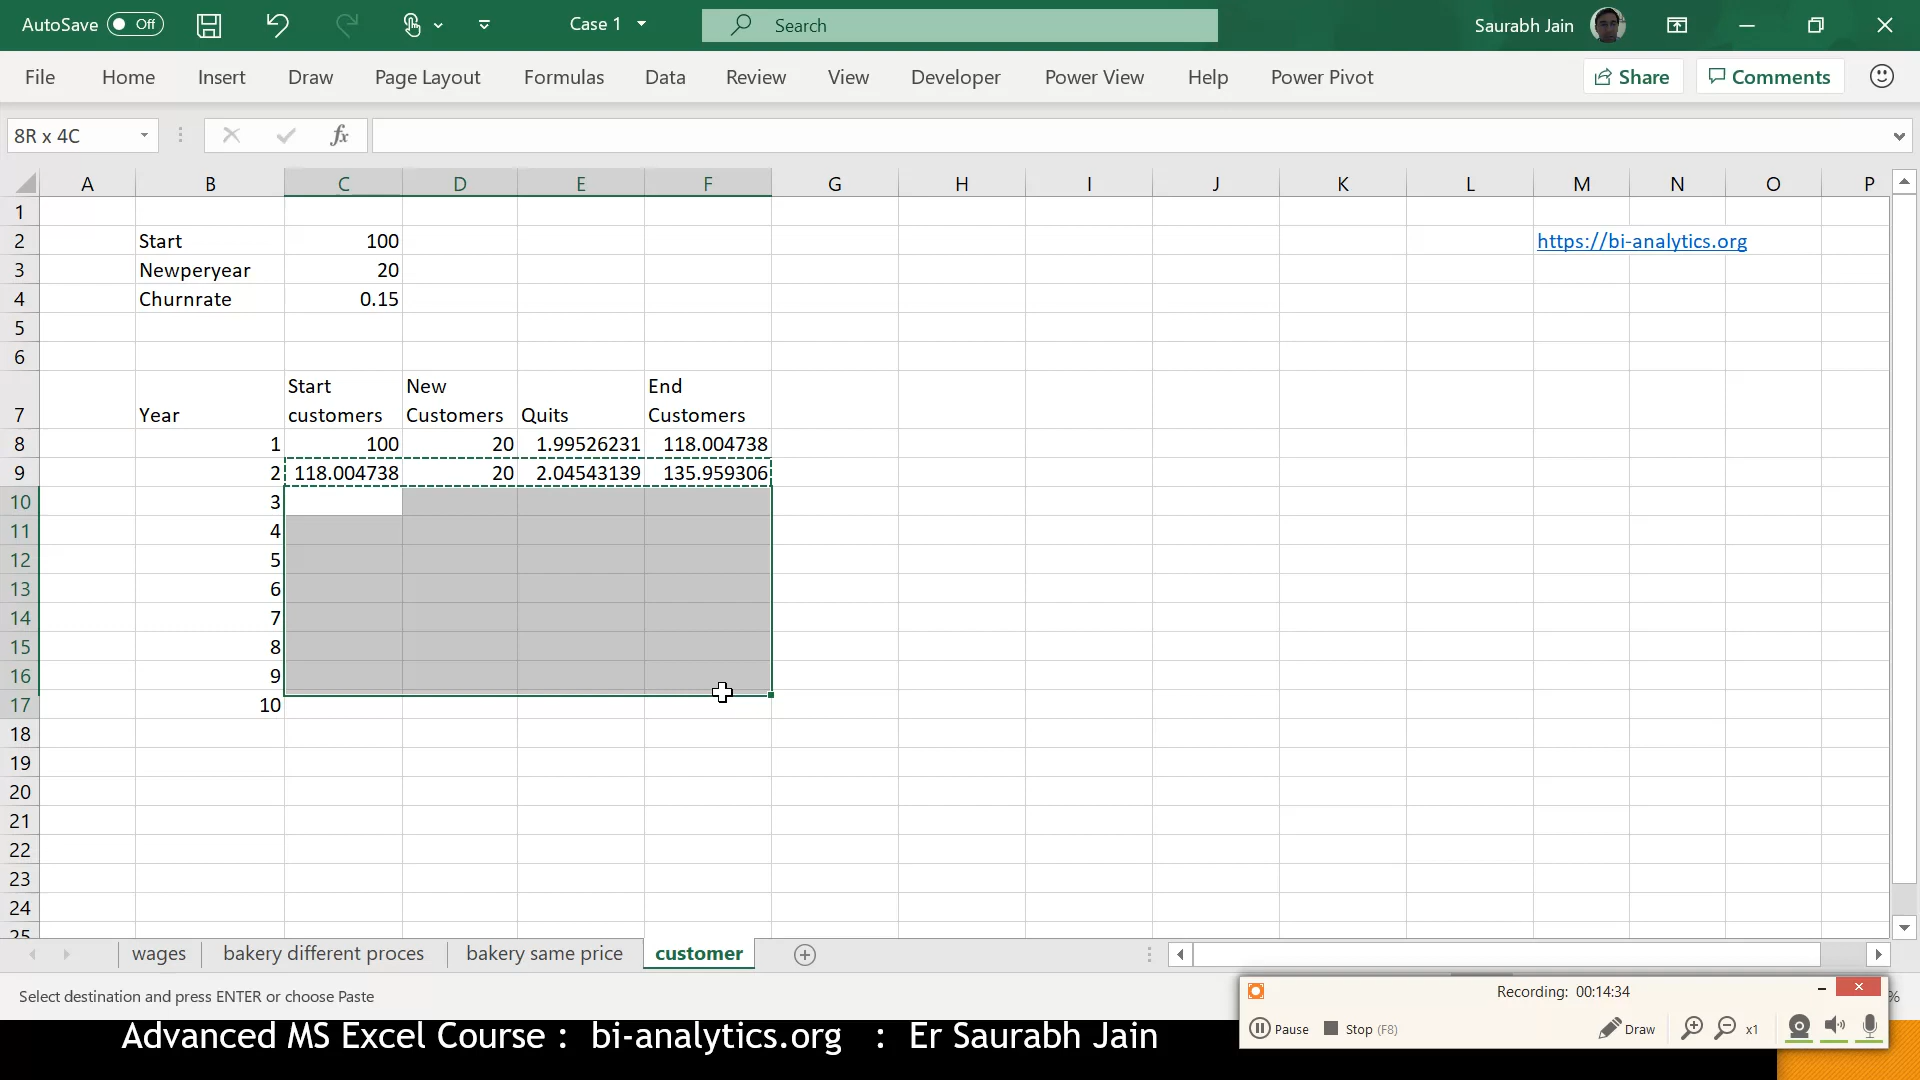 AutoSave Off Case 1 Search Saurabh Jain
File Home Insert Draw Page Layout Formulas Data Review View Developer Power View Help Power Pivot Share Comments
8R x 4C fx
A B C D E F G H I J K L M N O P
1
2 Start 100 https://bi-analytics.org
3 Newperyear 20
4 Churnrate 0.15
5
6
Start New End
7 Year customers Customers Quits Customers
8 1 100 20 1.99526231 118.004738
9 2 118.004738 20 2.04543139 135.959306
10 3
11 4
12 5
13 6
14 7
15 8
16 9
17 10
18
19
20
21
22
23
24
25
wages bakery different proces bakery same price customer
Select destination and press ENTER or choose Paste %
Recording: 00:14:34
Pause Stop (F8) Draw x1
Advanced MS Excel Course : bi-analytics.org : Er Saurabh Jain